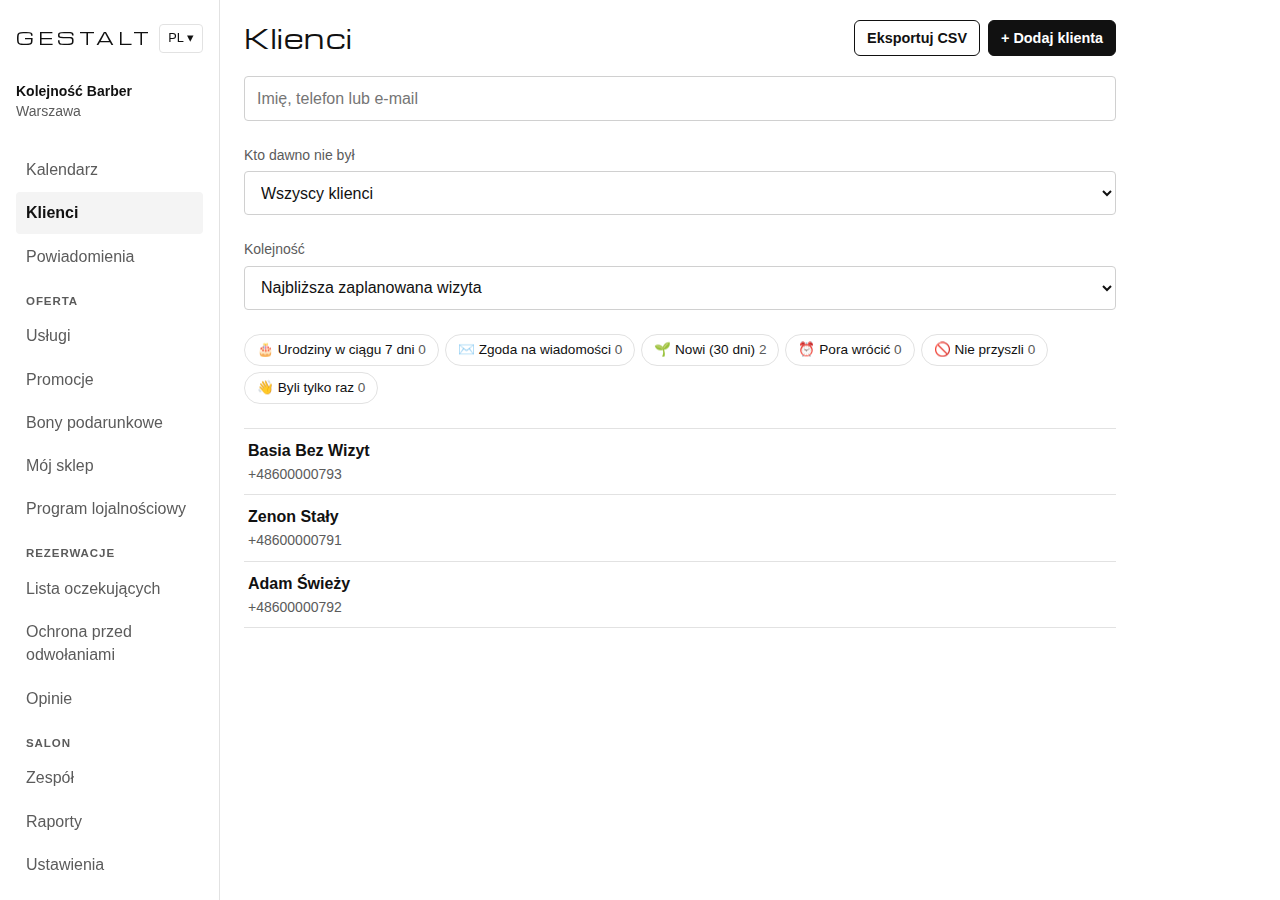 GESTALT
PL ▾
Kolejność Barber
Warszawa
Kalendarz
Klienci
Powiadomienia
OFERTA
Usługi
Promocje
Bony podarunkowe
Mój sklep
Program lojalnościowy
REZERWACJE
Lista oczekujących
Ochrona przed
odwołaniami
Opinie
SALON
Zespół
Raporty
Ustawienia
Klienci
Eksportuj CSV
+ Dodaj klienta
Imię, telefon lub e-mail
Kto dawno nie był
Wszyscy klienci
Kolejność
Najbliższa zaplanowana wizyta
🎂 Urodziny w ciągu 7 dni 0
✉️ Zgoda na wiadomości 0
🌱 Nowi (30 dni) 2
⏰ Pora wrócić 0
🚫 Nie przyszli 0
👋 Byli tylko raz 0
Basia Bez Wizyt
+48600000793
Zenon Stały
+48600000791
Adam Świeży
+48600000792